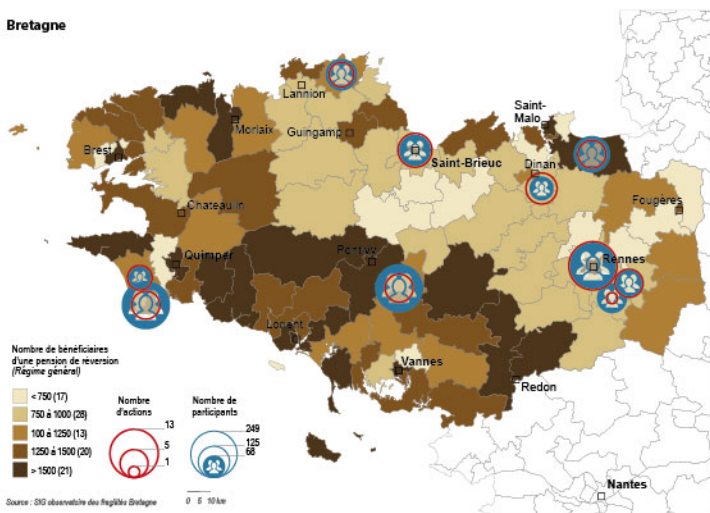 Bretagne
Lannion
Morlaix
Guingamp
Saint-
Malo
Brest
Saint-Brieuc
Dinan
Fougères
Chateaulin
Quimper
Pontivy
Rennes
Lorient
Vannes
Redon
Nantes
Nombre de bénéficiaires
d'une pension de réversion
(Régime général)
< 750 (17)
750 à 1000 (28)
100 à 1250 (13)
1250 à 1500 (20)
> 1500 (21)
Nombre
d'actions
13
5
1
Nombre de
participants
249
125
68
0 5 10 km
Source : SIG observatoire des fragilités Bretagne